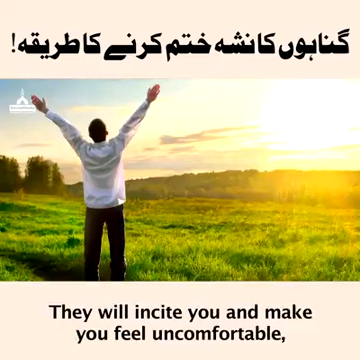 گناہوں کا نشہ ختم کرنے کا طریقہ!
They will incite you and make
you feel uncomfortable,